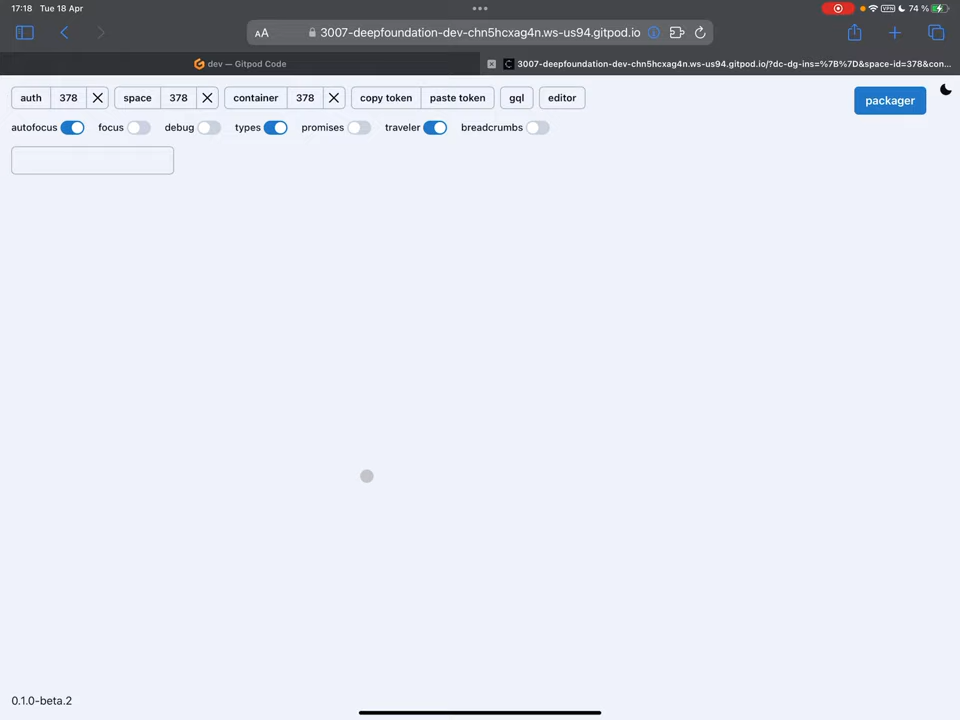 17:18 Tue 18 Apr
VPN 74 %
AA 3007-deepfoundation-dev-chn5hcxag4n.ws-us94.gitpod.io
dev — Gitpod Code
3007-deepfoundation-dev-chn5hcxag4n.ws-us94.gitpod.io/?dc-dg-ins=%7B%7D&space-id=378&con...
auth 378 space 378 container 378 copy token paste token gql editor
packager
autofocus focus debug types promises traveler breadcrumbs
0.1.0-beta.2